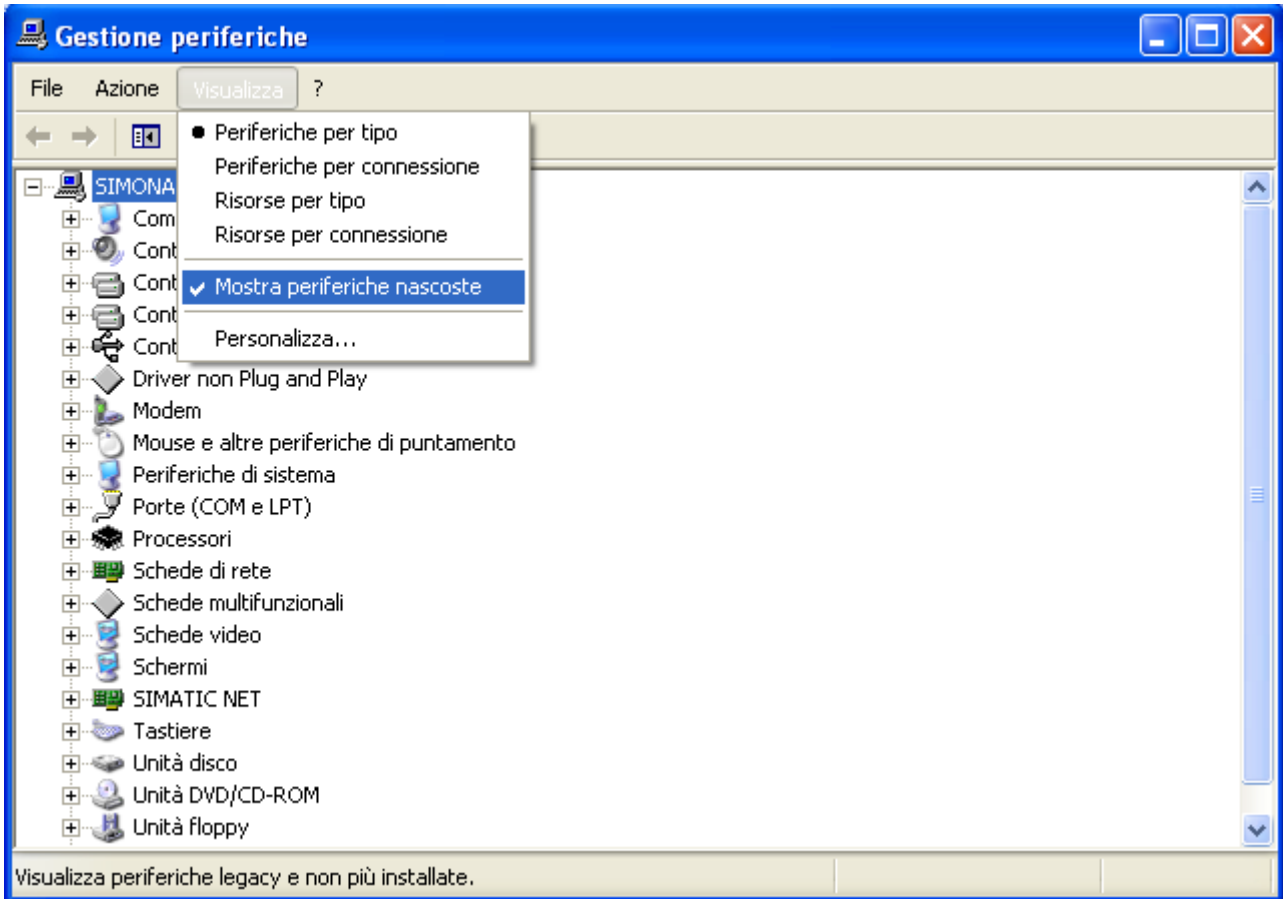 Gestione periferiche
File Azione Visualizza ?
Periferiche per tipo
Periferiche per connessione
Risorse per tipo
Risorse per connessione
Mostra periferiche nascoste
Personalizza...
SIMONA
Com
Cont
Cont
Cont
Cont
Driver non Plug and Play
Modem
Mouse e altre periferiche di puntamento
Periferiche di sistema
Porte (COM e LPT)
Processori
Schede di rete
Schede multifunzionali
Schede video
Schermi
SIMATIC NET
Tastiere
Unità disco
Unità DVD/CD-ROM
Unità floppy
Visualizza periferiche legacy e non più installate.